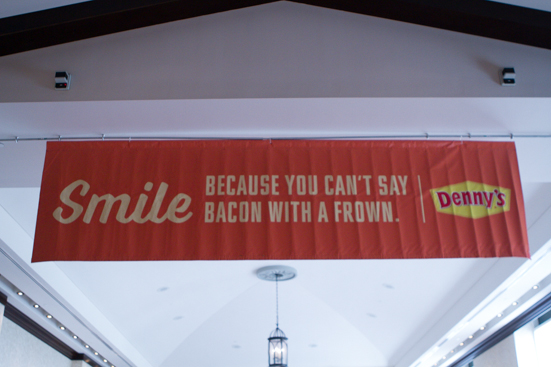 Smile
BECAUSE YOU CAN'T SAY
BACON WITH A FROWN.
Denny's